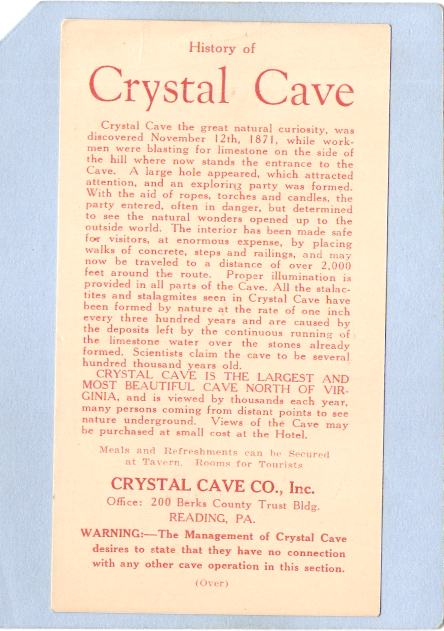 History of
Crystal Cave
Crystal Cave the great natural curiosity, was
discovered November 12th, 1871, while work-
men were blasting for limestone on the side of
the hill where now stands the entrance to the
Cave. A large hole appeared, which attracted
attention, and an exploring party was formed.
With the aid of ropes, torches and candles, the
party entered, often in danger, but determined
to see the natural wonders opened up to the
outside world. The interior has been made safe
for visitors, at enormous expense, by placing
walks of concrete, steps and railings, and may
now be traveled to a distance of over 2,000
feet around the route. Proper illumination is
provided in all parts of the Cave. All the stalac-
tites and stalagmites seen in Crystal Cave have
been formed by nature at the rate of one inch
every three hundred years and are caused by
the deposits left by the continuous running of
the limestone water over the stones already
formed. Scientists claim the cave to be several
hundred thousand years old.
CRYSTAL CAVE IS THE LARGEST AND
MOST BEAUTIFUL CAVE NORTH OF VIR-
GINIA, and is viewed by thousands each year,
many persons coming from distant points to see
nature underground. Views of the Cave may
be purchased at small cost at the Hotel.
Meals and Refreshments can be Secured
at Tavern. Rooms for Tourists
CRYSTAL CAVE CO., Inc.
Office: 200 Berks County Trust Bldg.
READING, PA.
WARNING:—The Management of Crystal Cave
desires to state that they have no connection
with any other cave operation in this section.
(Over)